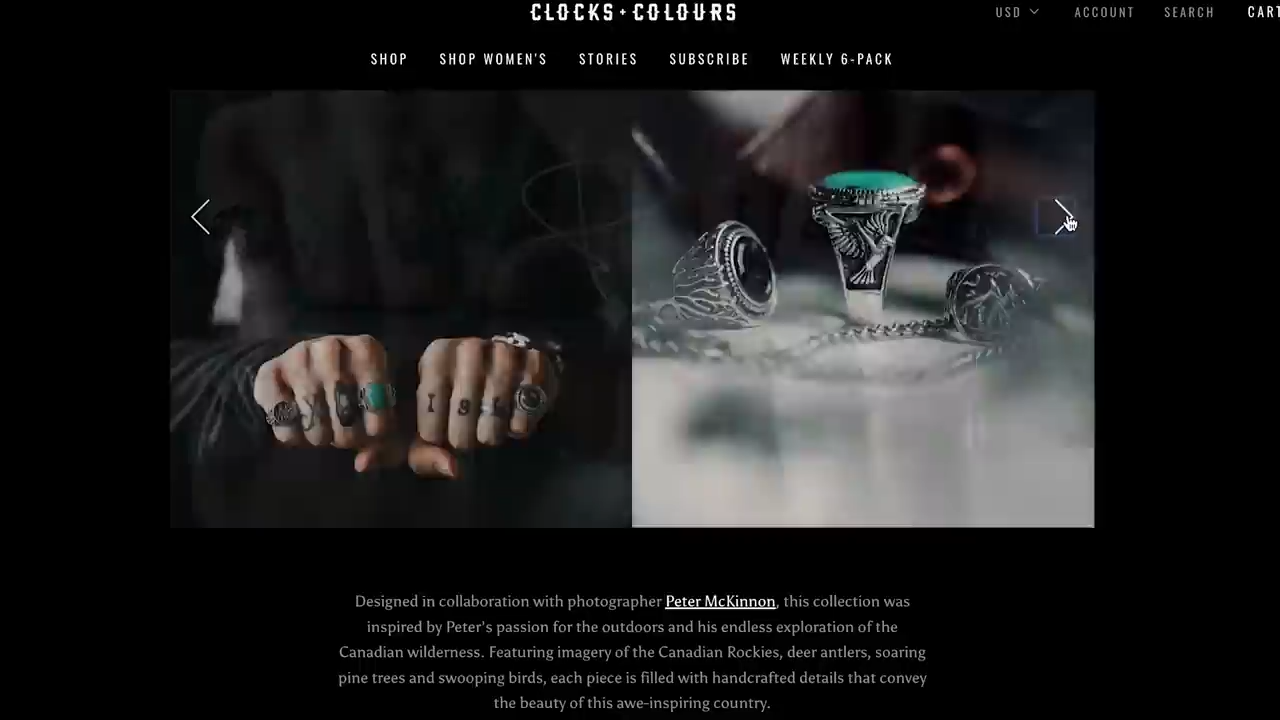 CLOCKS + COLOURS
USD ACCOUNT SEARCH CART
SHOP SHOP WOMEN'S STORIES SUBSCRIBE WEEKLY 6-PACK
Designed in collaboration with photographer Peter McKinnon, this collection was
inspired by Peter's passion for the outdoors and his endless exploration of the
Canadian wilderness. Featuring imagery of the Canadian Rockies, deer antlers, soaring
pine trees and swooping birds, each piece is filled with handcrafted details that convey
the beauty of this awe-inspiring country.